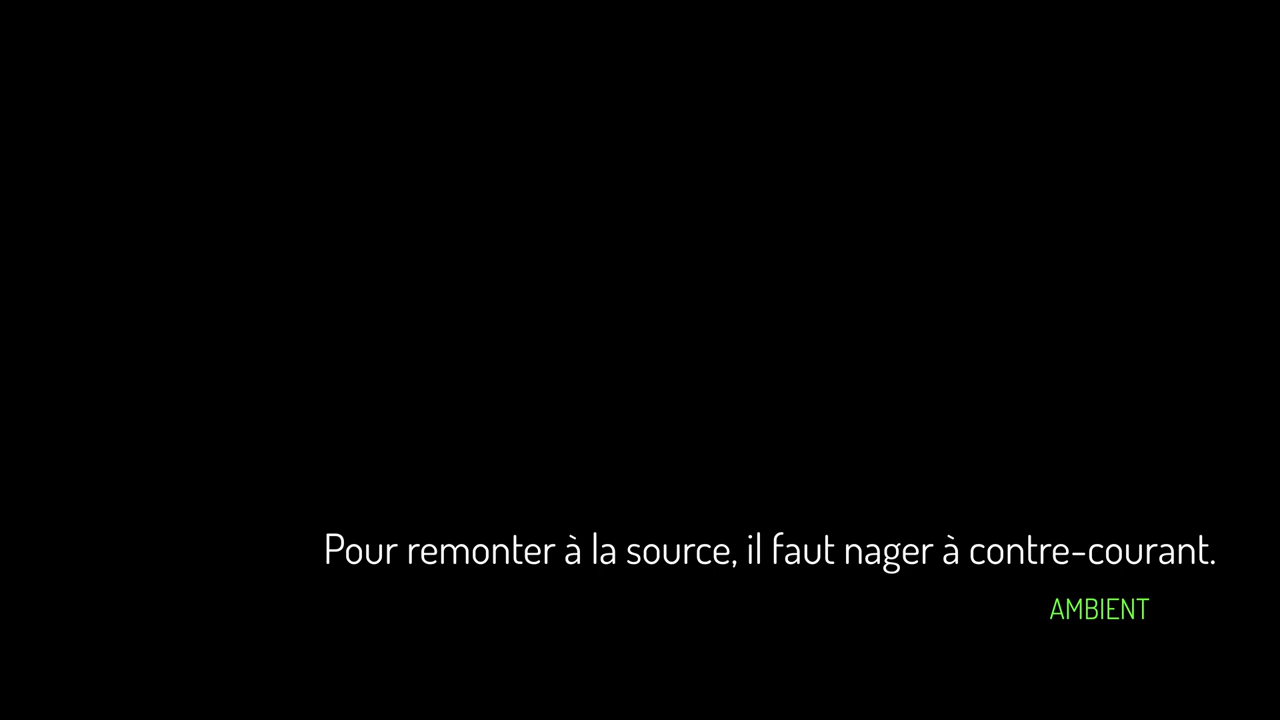 Pour remonter à la source, il faut nager à contre-courant.
AMBIENT